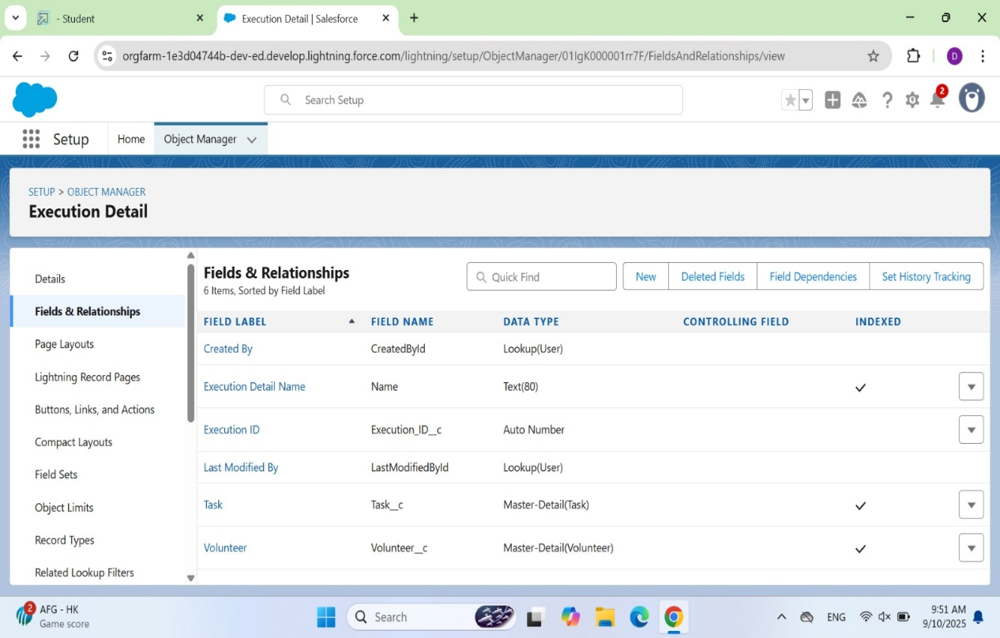 - Student
Execution Detail | Salesforce
orgfarm-1e3d04744b-dev-ed.develop.lightning.force.com/lightning/setup/ObjectManager/01IgK000001rr7F/FieldsAndRelationships/view
D
Search Setup
2
Setup
Home
Object Manager
SETUP > OBJECT MANAGER
Execution Detail
Details
Fields & Relationships
Page Layouts
Lightning Record Pages
Buttons, Links, and Actions
Compact Layouts
Field Sets
Object Limits
Record Types
Related Lookup Filters
Fields & Relationships
6 Items, Sorted by Field Label
Quick Find
New
Deleted Fields
Field Dependencies
Set History Tracking
FIELD LABEL FIELD NAME DATA TYPE CONTROLLING FIELD INDEXED
Created By CreatedById Lookup(User)
Execution Detail Name Name Text(80)
Execution ID Execution_ID__c Auto Number
Last Modified By LastModifiedById Lookup(User)
Task Task__c Master-Detail(Task)
Volunteer Volunteer__c Master-Detail(Volunteer)
2
AFG - HK
Game score
Search
ENG
9:51 AM
9/10/2025